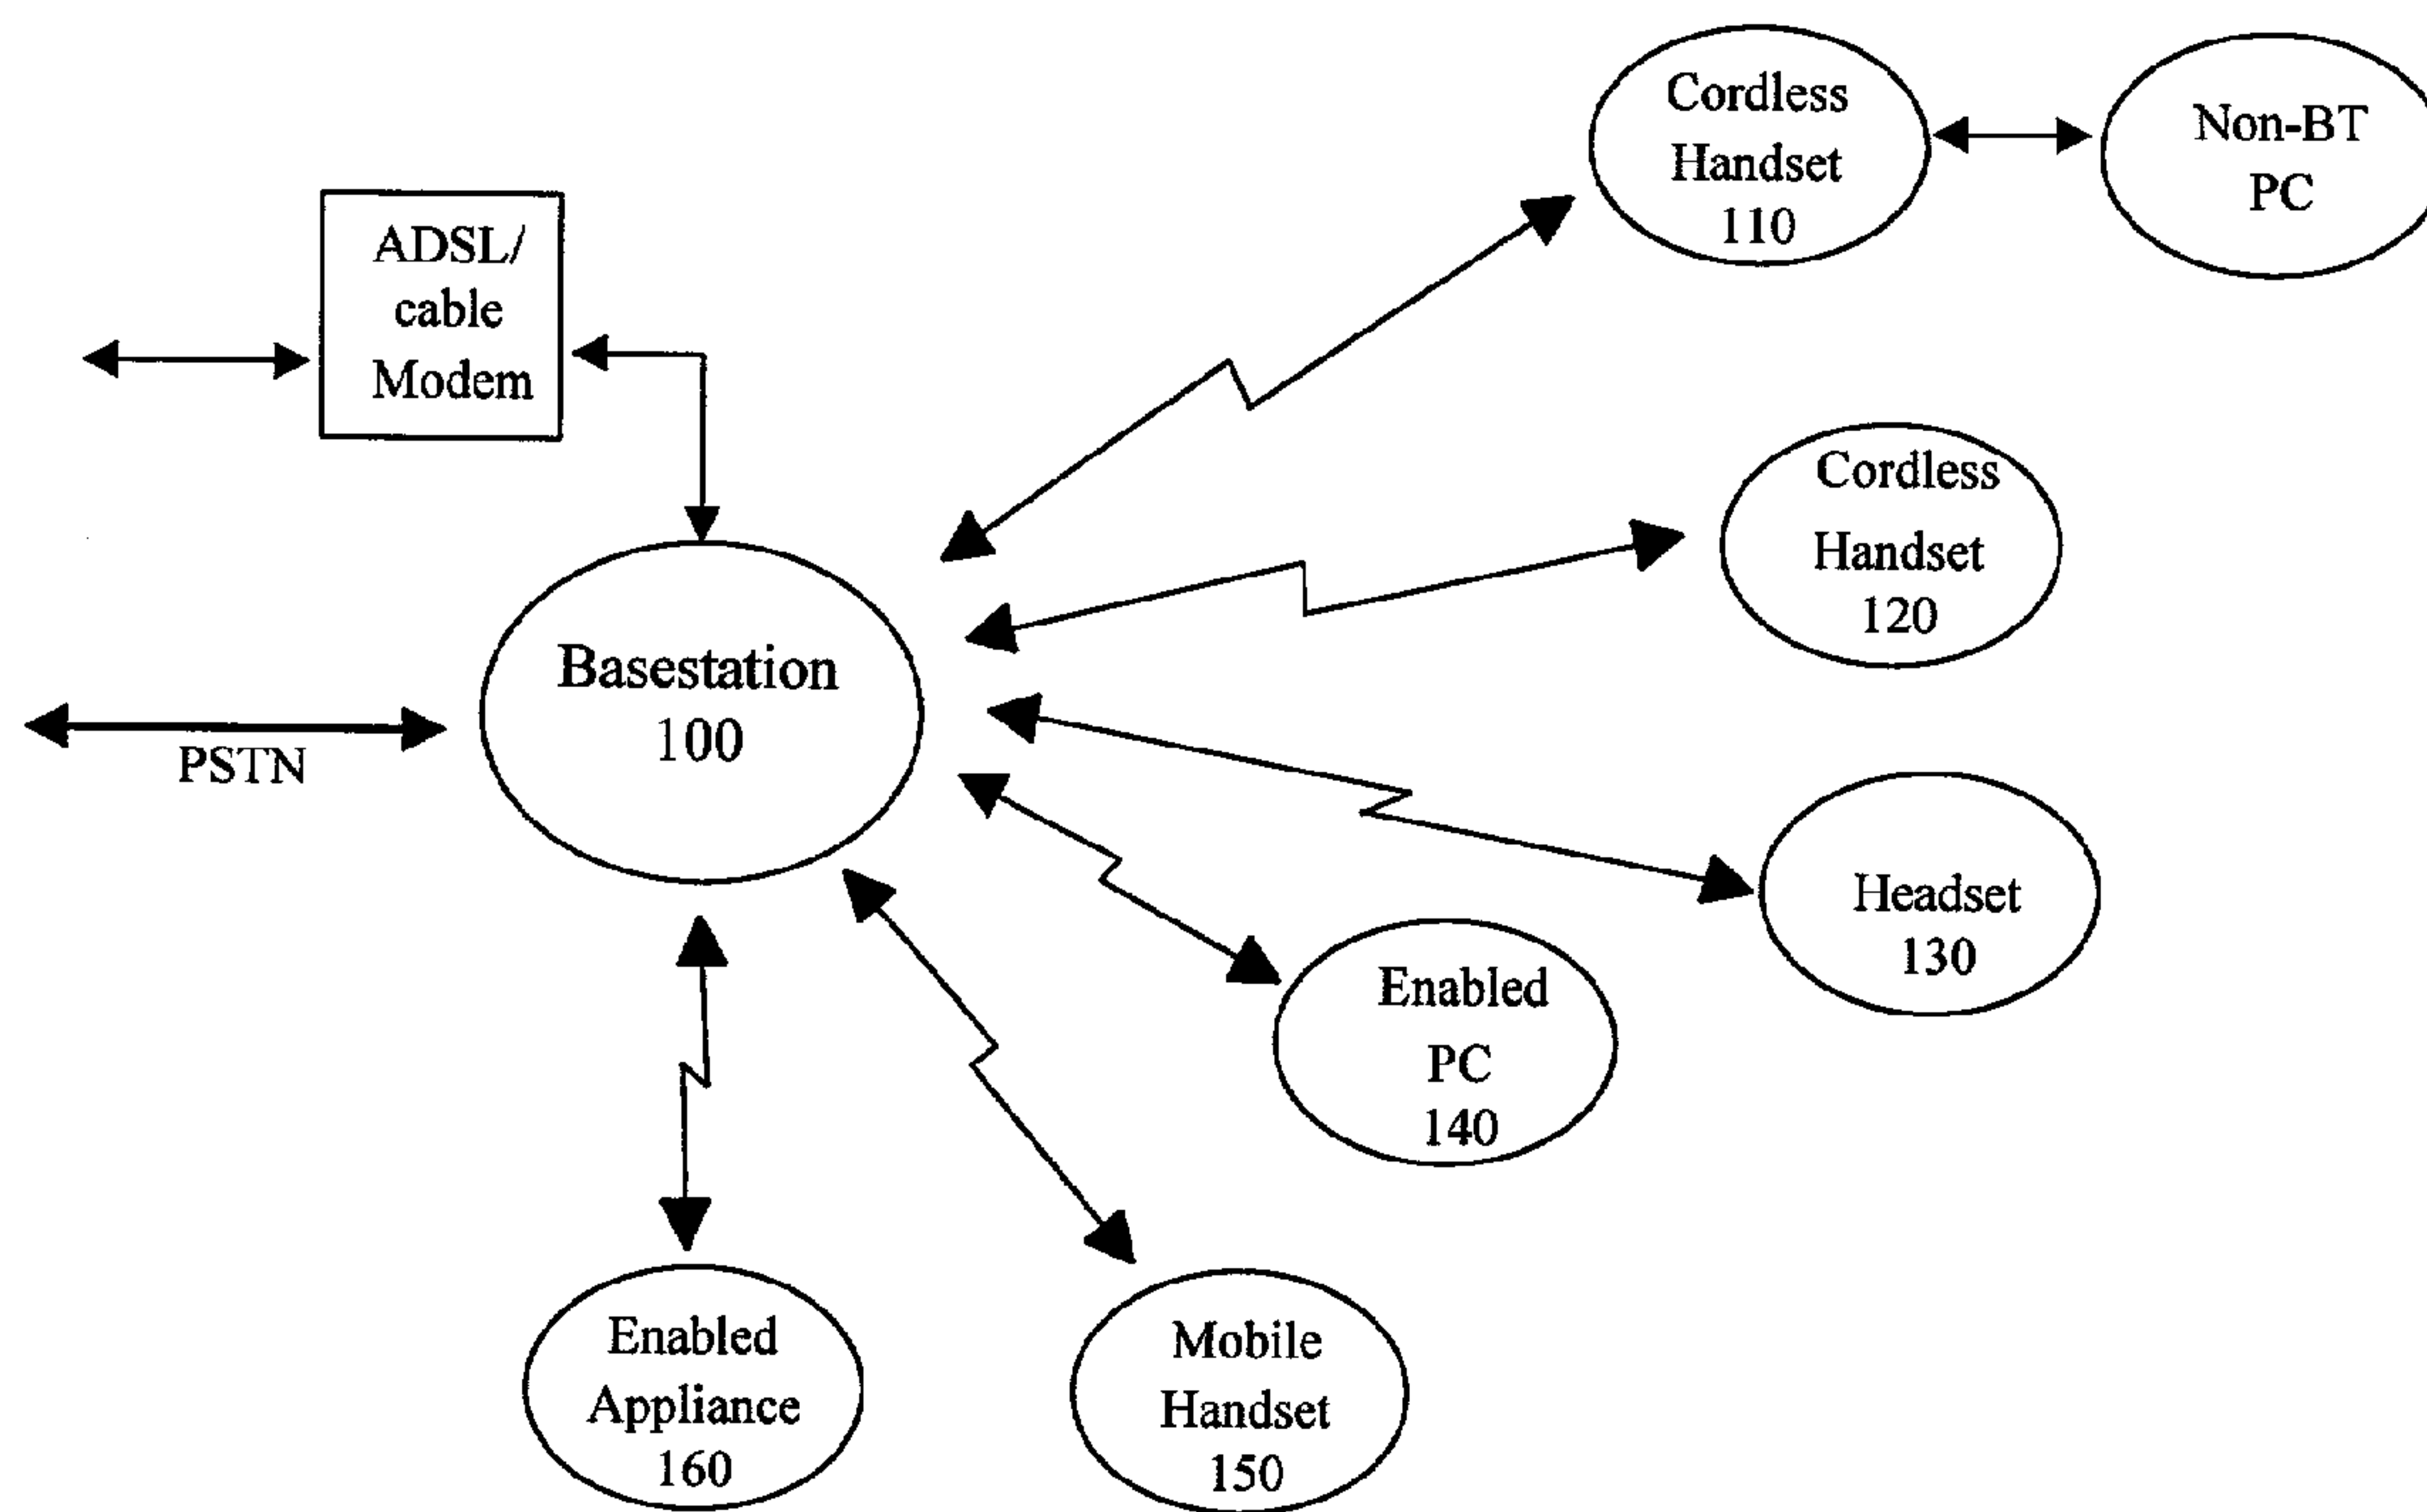 Cordless
Handset
110
Non-BT
PC
ADSL/
cable
Modem
Cordless
Handset
120
Basestation
100
PSTN
Headset
130
Enabled
PC
140
Enabled
Appliance
160
Mobile
Handset
150